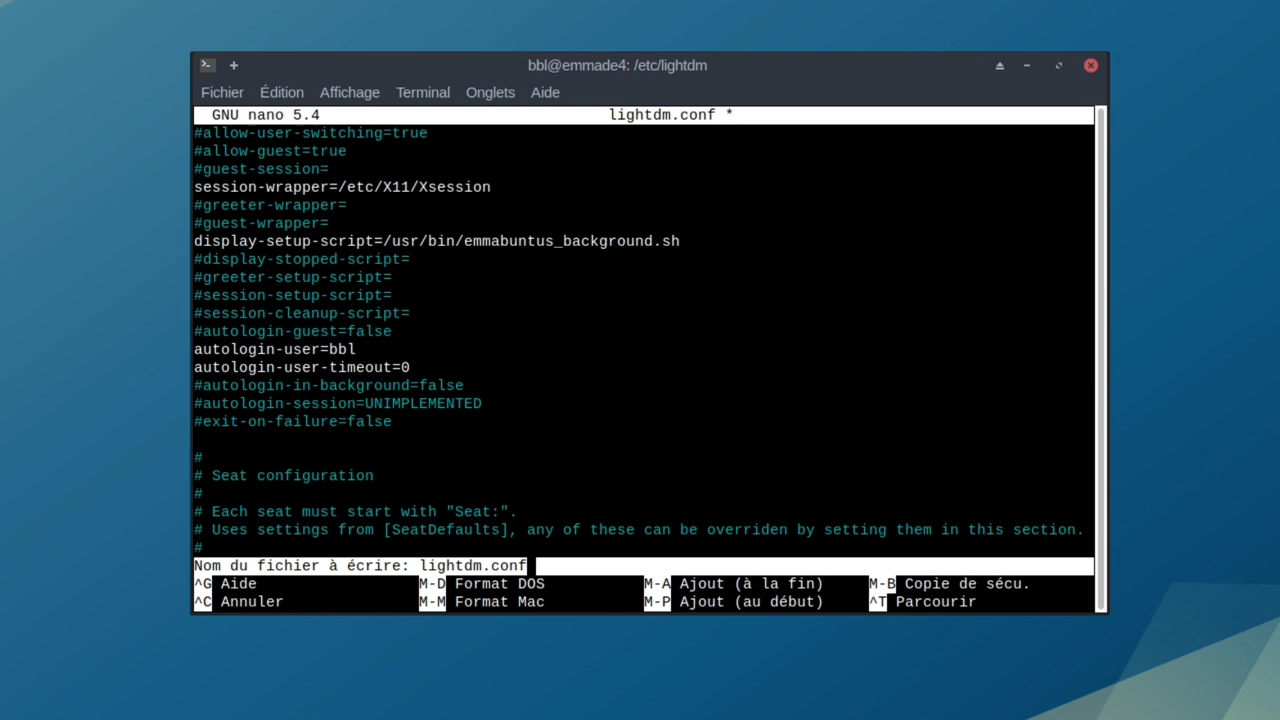 bbl@emmade4: /etc/lightdm
Fichier Édition Affichage Terminal Onglets Aide
GNU nano 5.4 lightdm.conf *
#allow-user-switching=true
#allow-guest=true
#guest-session=
session-wrapper=/etc/X11/Xsession
#greeter-wrapper=
#guest-wrapper=
display-setup-script=/usr/bin/emmabuntus_background.sh
#display-stopped-script=
#greeter-setup-script=
#session-setup-script=
#session-cleanup-script=
#autologin-guest=false
autologin-user=bbl
autologin-user-timeout=0
#autologin-in-background=false
#autologin-session=UNIMPLEMENTED
#exit-on-failure=false
#
# Seat configuration
#
# Each seat must start with "Seat:".
# Uses settings from [SeatDefaults], any of these can be overriden by setting them in this section.
#
Nom du fichier à écrire: lightdm.conf
^G Aide M-D Format DOS M-A Ajout (à la fin) M-B Copie de sécu.
^C Annuler M-M Format Mac M-P Ajout (au début) ^T Parcourir